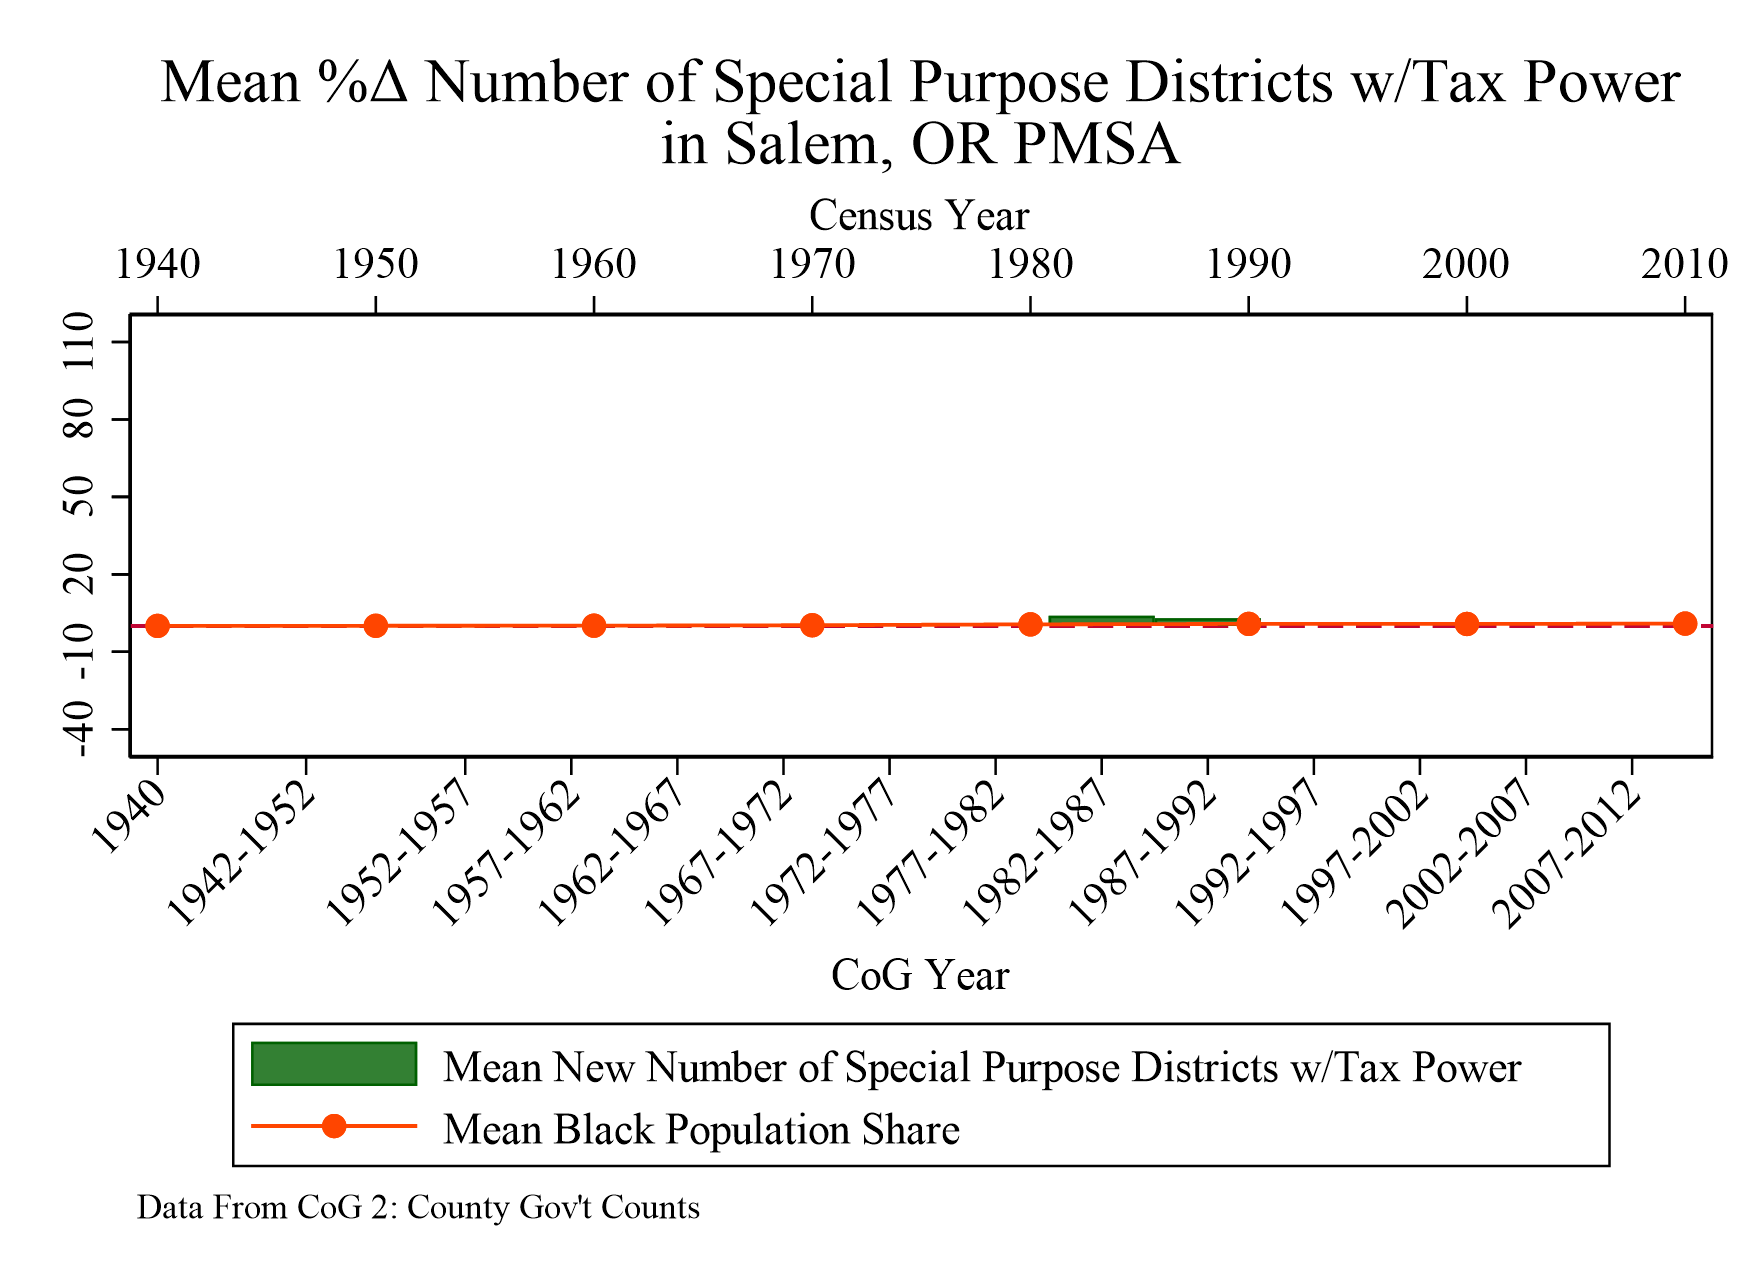 Mean %Δ Number of Special Purpose Districts w/Tax Power
in Salem, OR PMSA
Census Year
1940 1950 1960 1970 1980 1990 2000 2010
110
80
50
20
-10
-40
1940 1942-1952 1952-1957 1957-1962 1962-1967 1967-1972 1972-1977 1977-1982 1982-1987 1987-1992 1992-1997 1997-2002 2002-2007 2007-2012
CoG Year
Mean New Number of Special Purpose Districts w/Tax Power
Mean Black Population Share
Data From CoG 2: County Gov't Counts